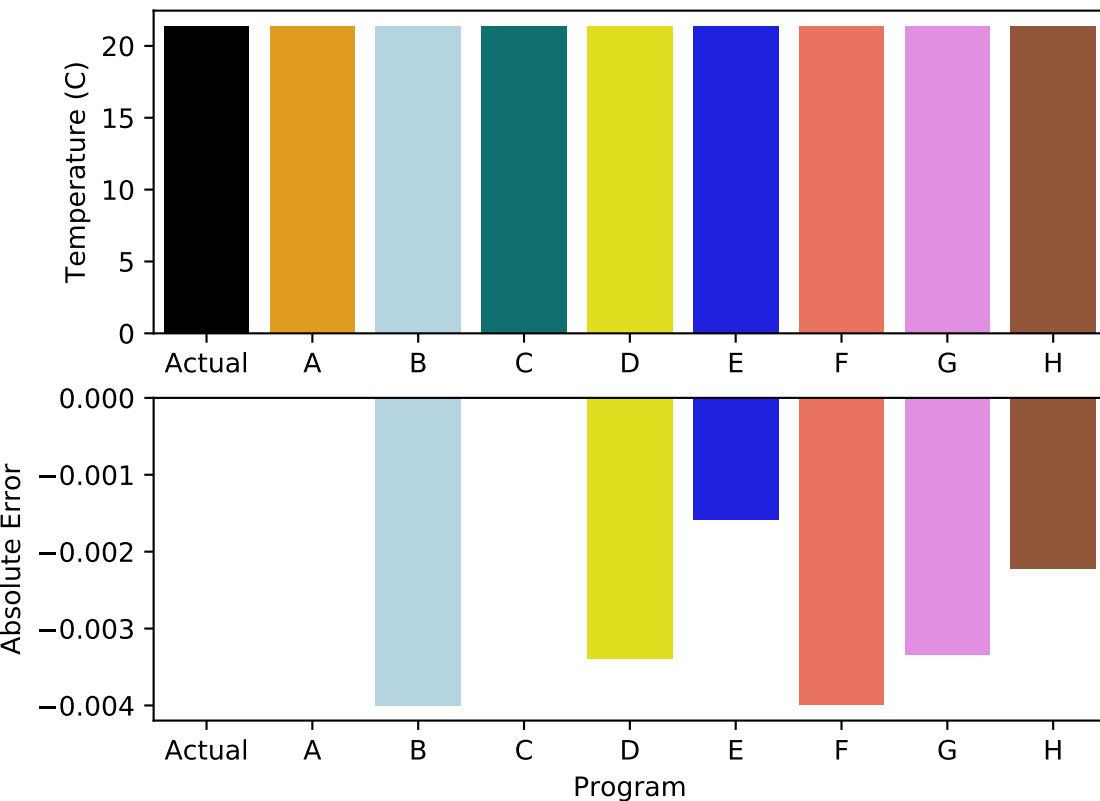 Temperature (C)
20
15
10
5
0
Actual A B C D E F G H
Absolute Error
0.000
−0.001
−0.002
−0.003
−0.004
Actual A B C D E F G H
Program